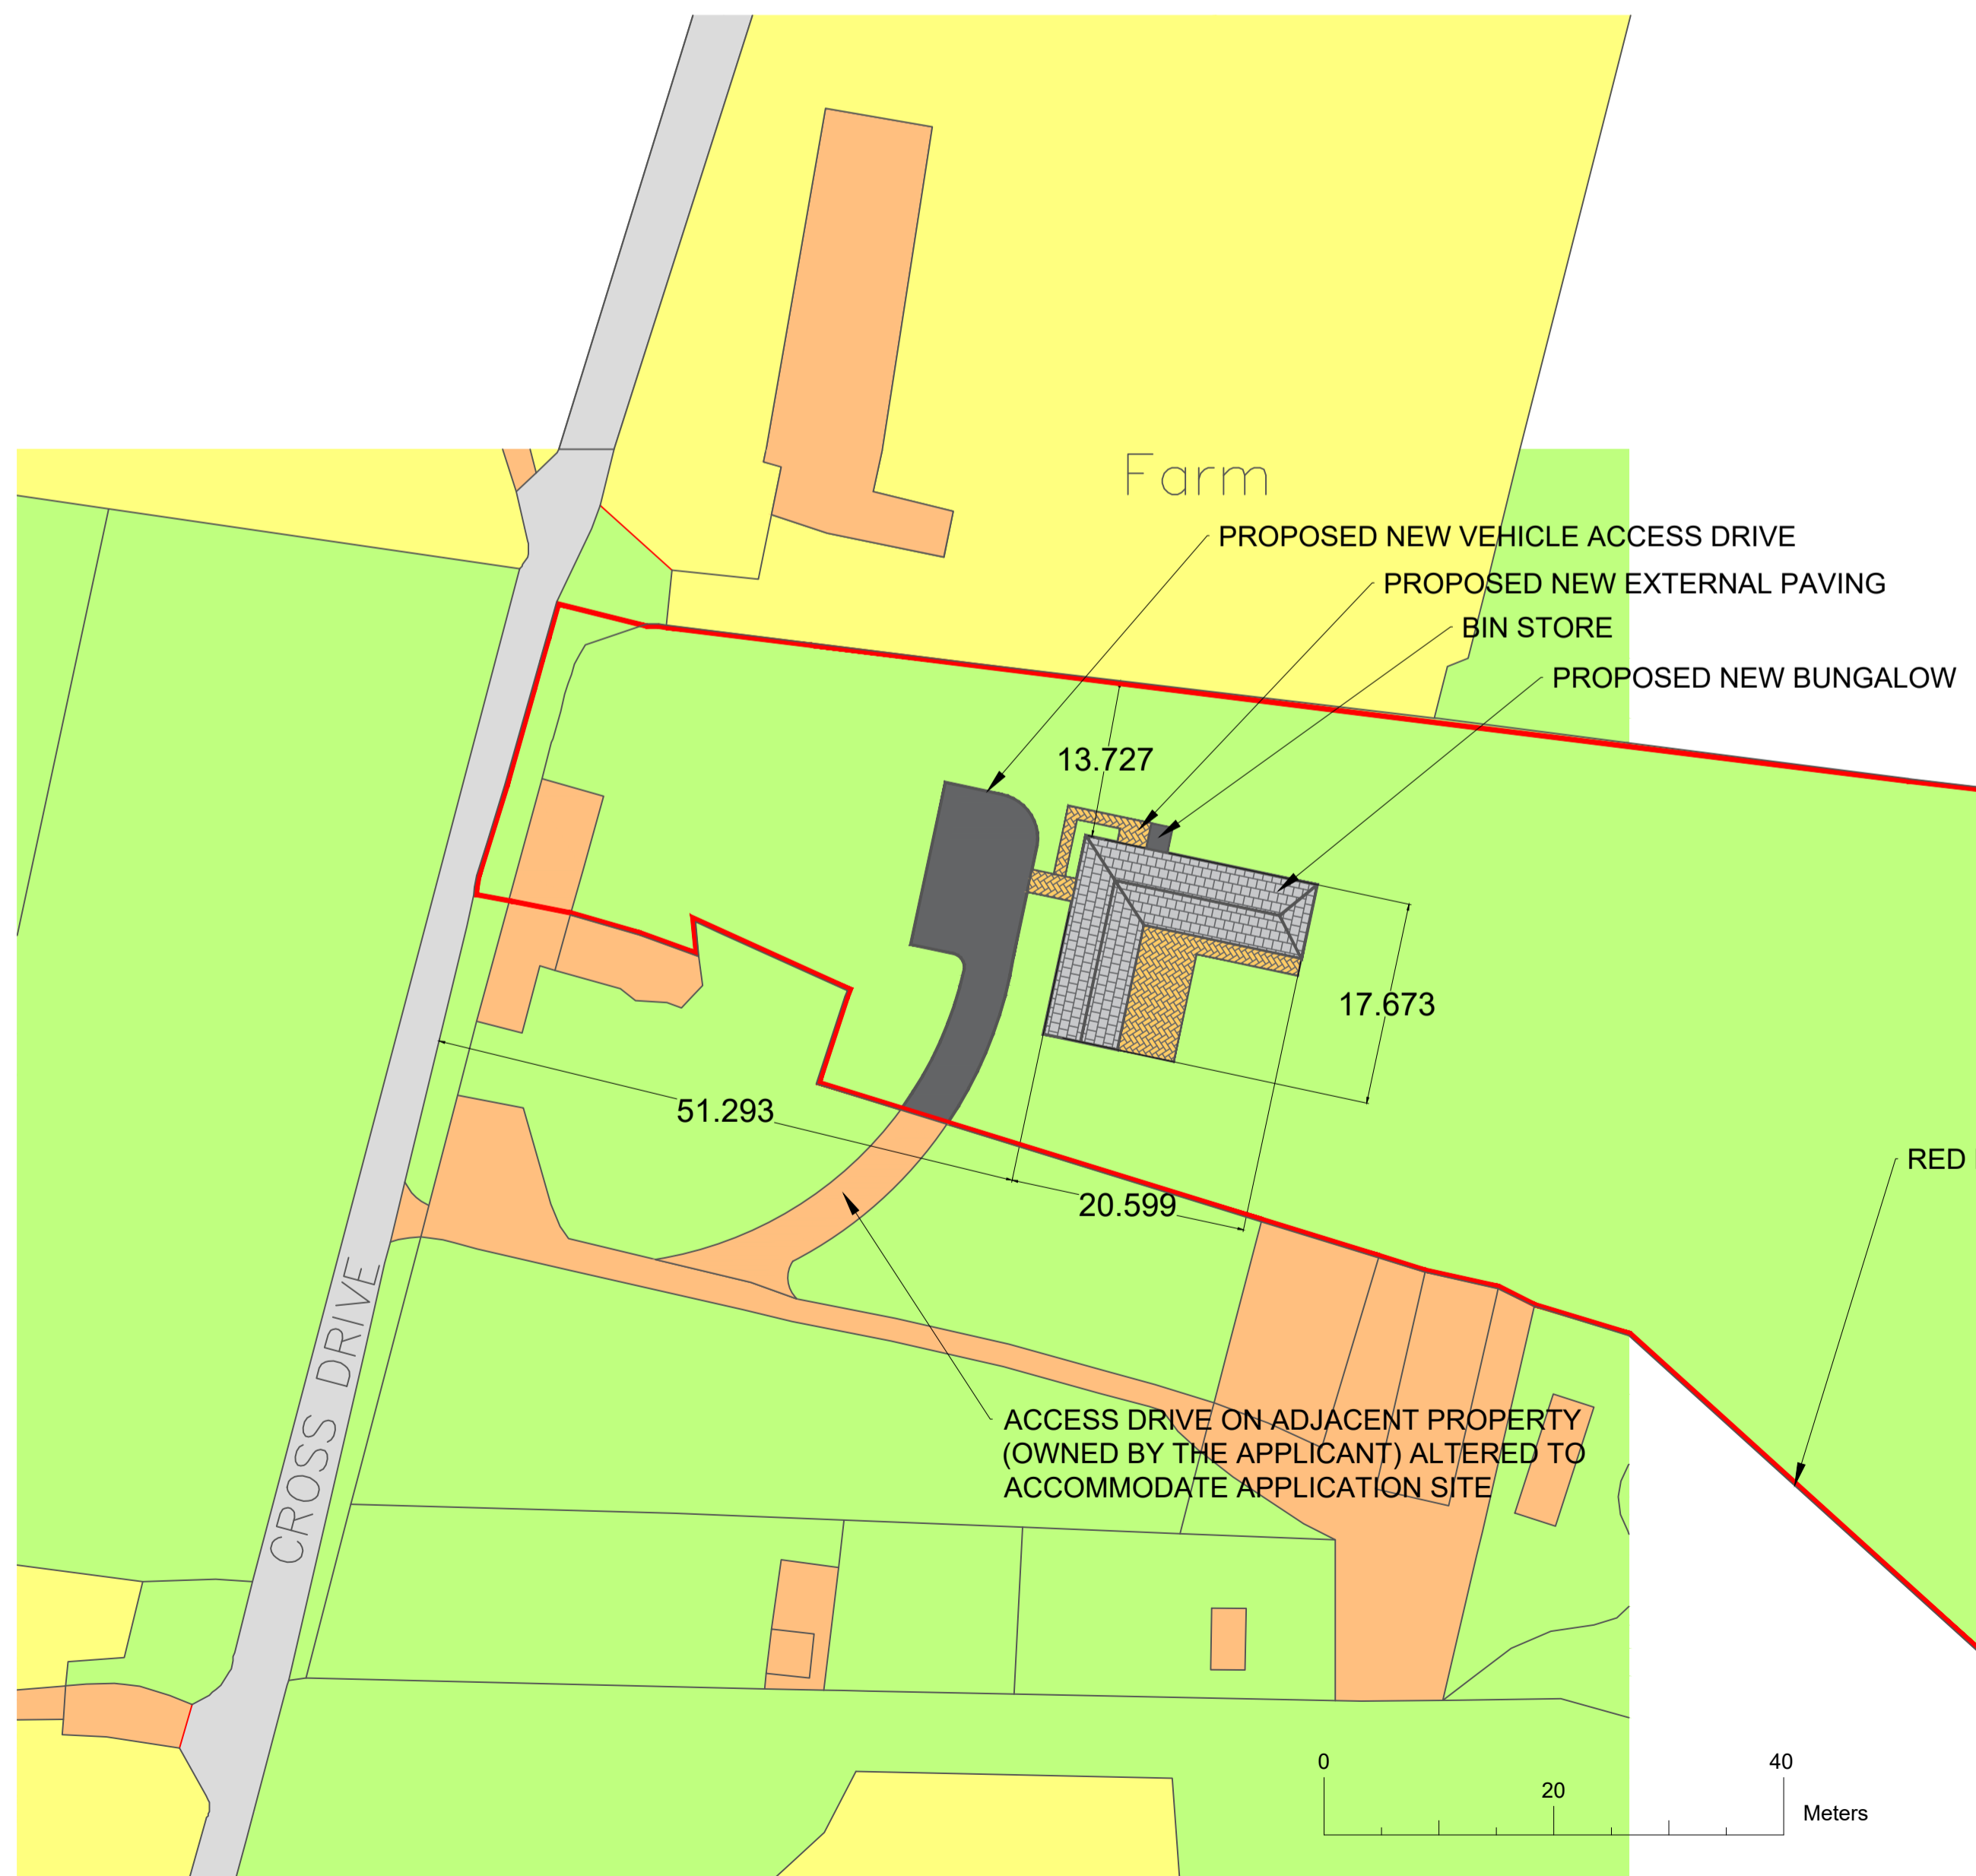 Farm
PROPOSED NEW VEHICLE ACCESS DRIVE
PROPOSED NEW EXTERNAL PAVING
BIN STORE
PROPOSED NEW BUNGALOW
13.727
17.673
51.293
20.599
RED
CROSS DRIVE
ACCESS DRIVE ON ADJACENT PROPERTY
(OWNED BY THE APPLICANT) ALTERED TO
ACCOMMODATE APPLICATION SITE
0
20
40
Meters